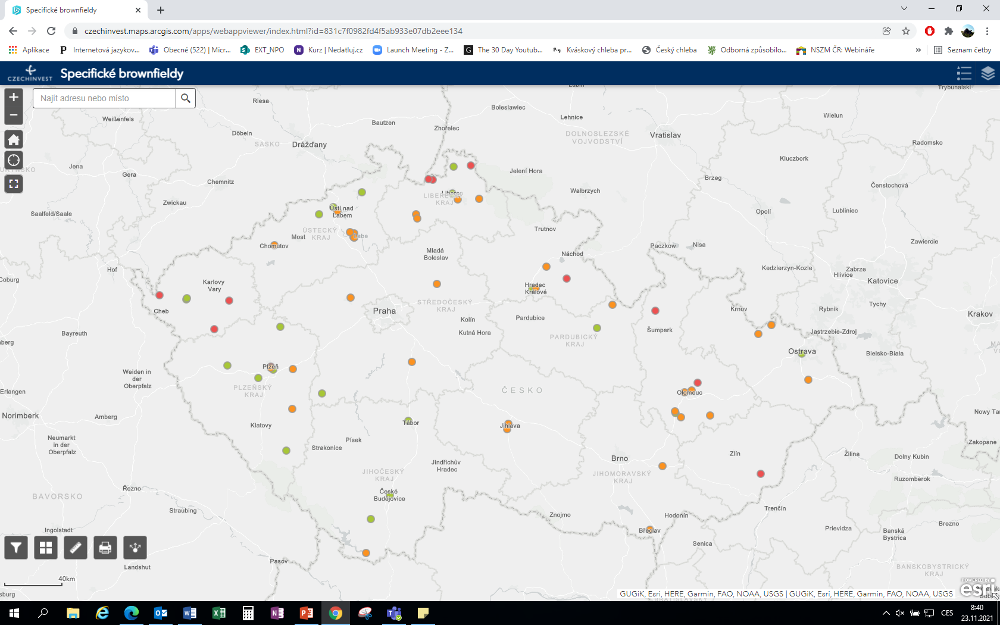 Specifické brownfieldy
czechinvest.maps.arcgis.com/apps/webappviewer/index.html?id=831c7f0982fd4f5ab933e07db2eee134
Aplikace
Internetová jazykov...
Obecné (522) | Micr...
EXT_NPO
Kurz | Nedatluj.cz
Launch Meeting - Z...
The 30 Day Youtub...
Kváskový chleba pr...
Český chleba
Odborná způsobilo...
NSZM ČR: Webináře
»
Seznam četby
CZECHINVEST
Specifické brownfieldy
Najít adresu nebo místo
Lubin
Trybunalski
Riesa
Boleslawiec
Weißenfels
Bautzen
Lehnice
Wielun
Zhořelec
Döbeln
DOLNOSLEZSKÉ
VOJVODSTVÍ
Vratislav
SASKO
Drážďany
Radomsko
Kluczbork
Jena
Gera
Jelení Hora
Brzeg
Chemnitz
Čenstochová
Wałbrzych
Liberec
LIBERECKÝ
KRAJ
Zwickau
Ústí nad
Labem
Opolí
Lubliniec
Saalfeld/Saale
Trutnov
ÚSTECKÝ
KRAJ
Most
Labe
Zawiercie
Chomutov
Paczkow
Nisa
Mladá
Boleslav
Náchod
Hof
Kedzierzyn-Kozle
Zabrze
Hlivice
Coburg
Katovice
Karlovy
Vary
Hradec
Králové
STŘEDOČESKÝ
KRAJ
Tychy
Cheb
Praha
Krnov
Rybnik
Krakov
Kolín
Pardubice
Šumperk
Jastrzebie-Zdroj
Bayreuth
Kutná Hora
PARDUBICKÝ
KRAJ
Ostrava
Bielsko-Biala
Plzeň
Weiden in
der
Oberpfalz
PLZEŇSKÝ
KRAJ
ČESKO
Erlangen
Olomouc
Norimberk
Amberg
Nowy Ta
Klatovy
Tábor
Jihlava
Neumarkt
in der
Oberpfalz
Písek
Zakopane
Strakonice
Brno
Zlín
Žilina
Dolny Kubin
Jindřichův
Hradec
JIHOČESKÝ
KRAJ
JIHOMORAVSKÝ
KRAJ
Ruzomberok
Řezno
České
Budějovice
BAVORSKO
Straubing
Trenčín
Znojmo
Hodonín
Brezno
Ingolstadt
Břeclav
Prievidza
Banská
Bystrica
Senica
Pasov
Landshut
BANSKOBYSTRICKÝ
KRAJ
40km
sburg
POWERED BY
esri
GUGiK, Esri, HERE, Garmin, FAO, NOAA, USGS | GUGiK, Esri, HERE, Garmin, FAO, NOAA, USGS
CES
8:40
23.11.2021